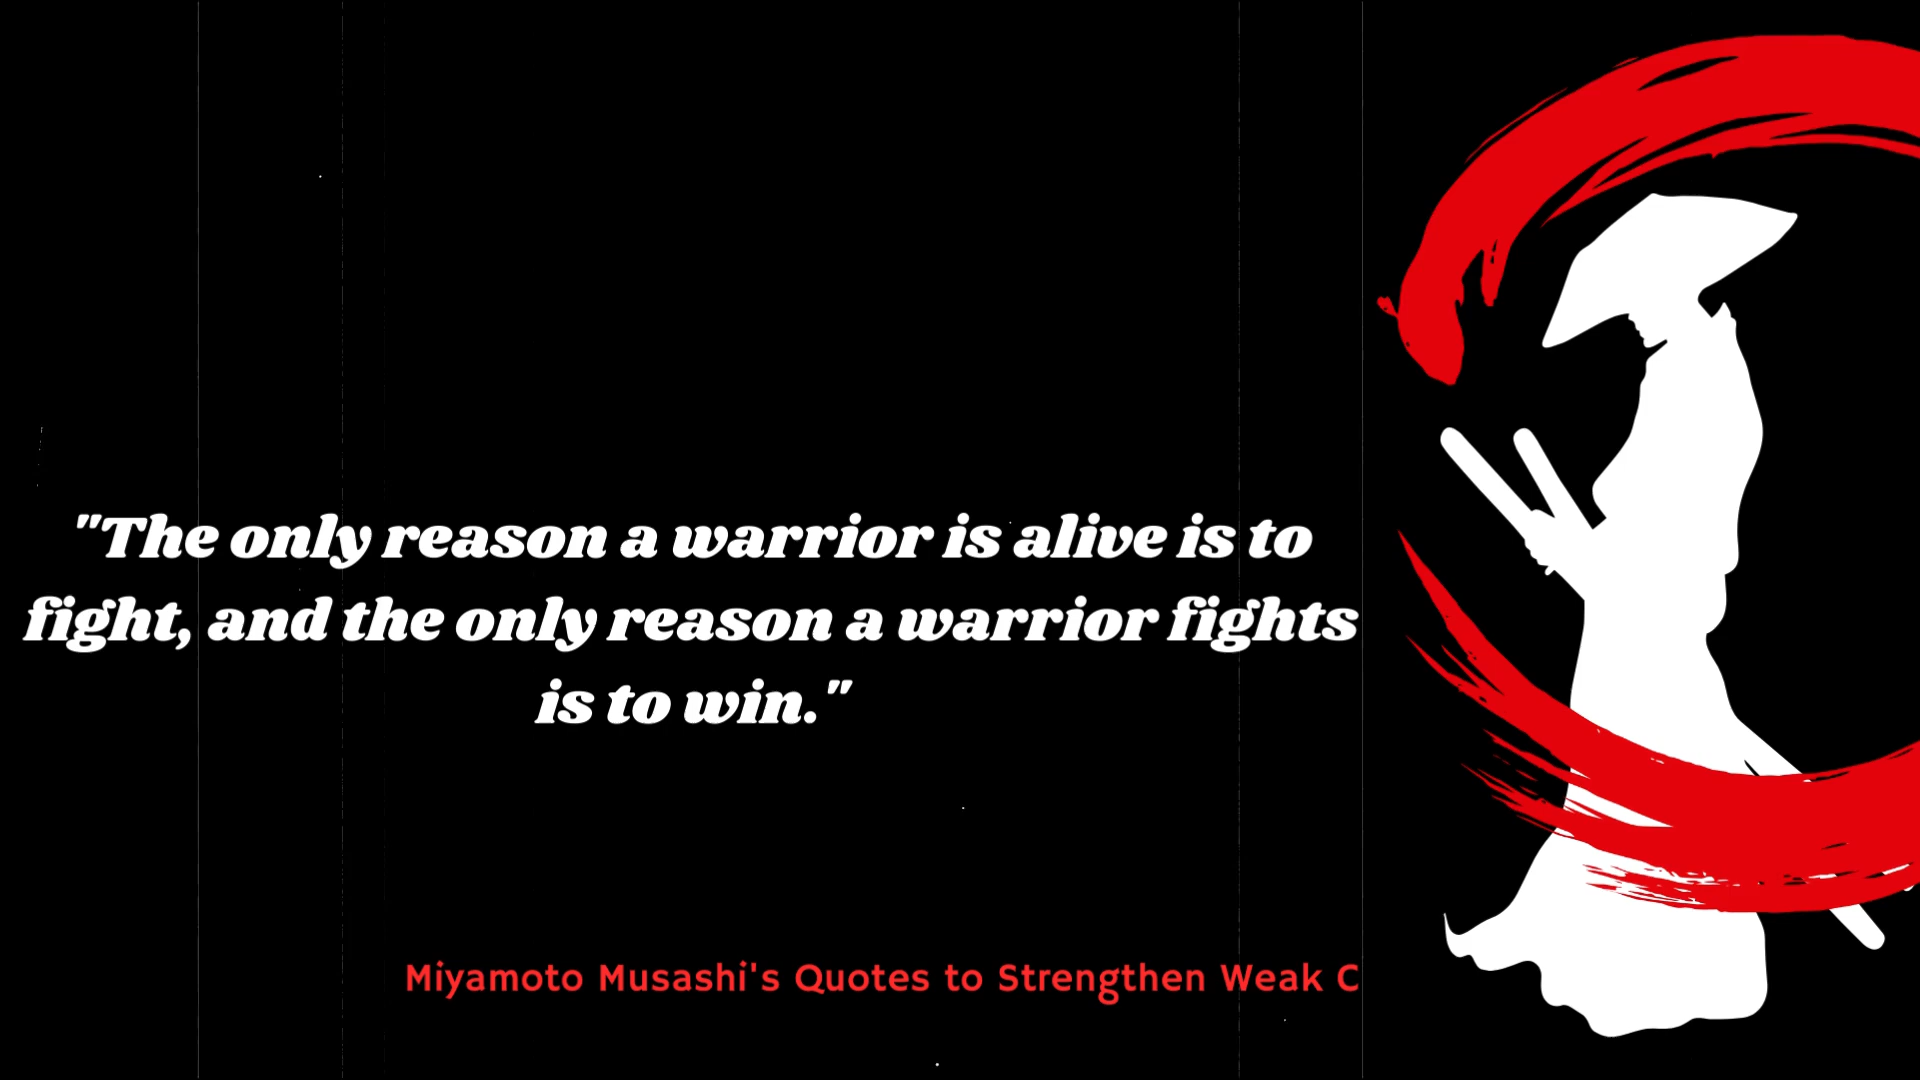 "The only reason a warrior is alive is to
fight, and the only reason a warrior fights
is to win."
Miyamoto Musashi's Quotes to Strengthen Weak C